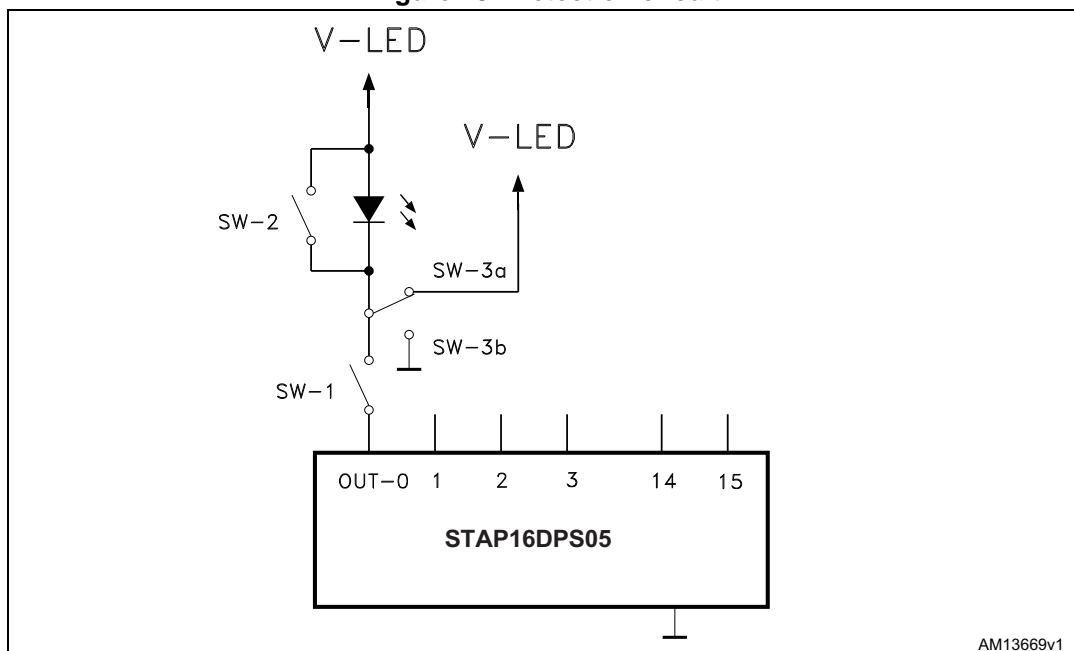 V-LED
V-LED
SW-2
SW-3a
SW-3b
SW-1
OUT-0 1 2 3 14 15
STAP16DPS05
AM13669v1